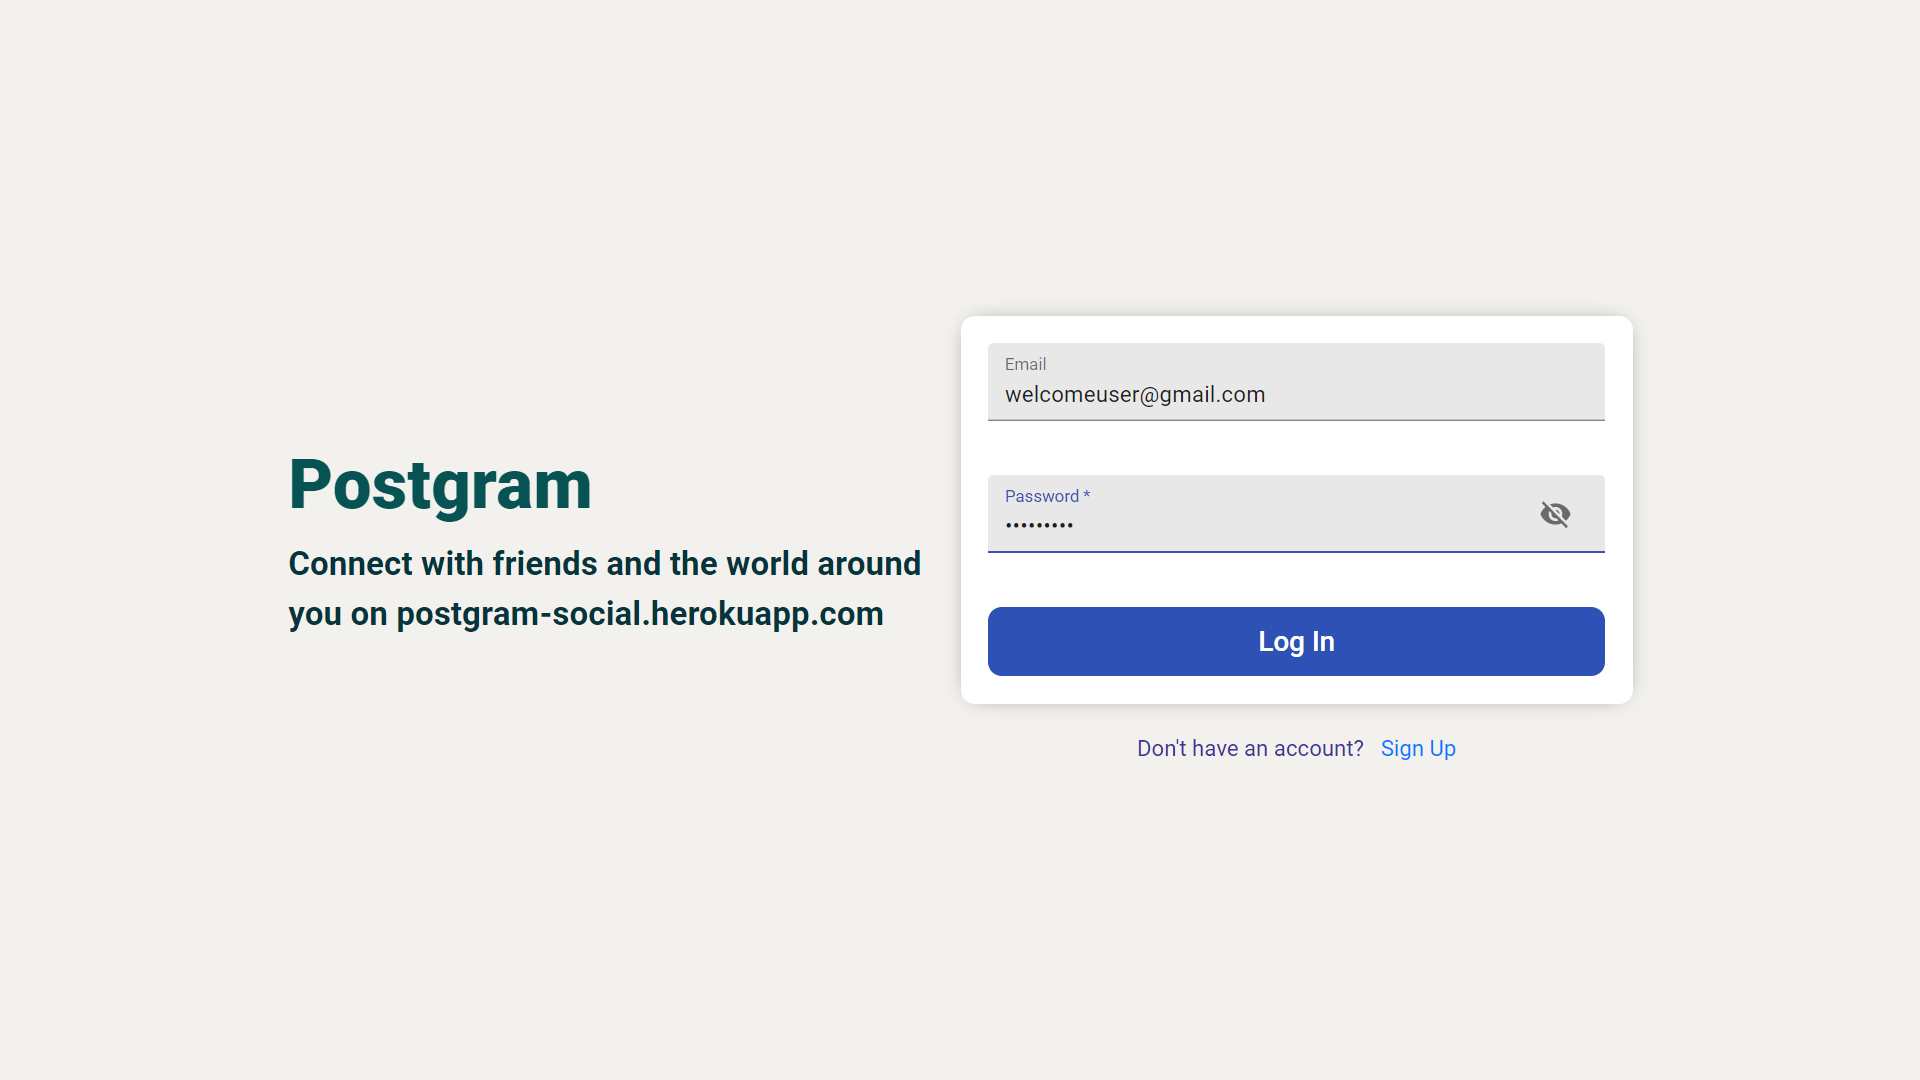 Postgram
Connect with friends and the world around
you on postgram-social.herokuapp.com
Email
welcomeuser@gmail.com
Password *
•••••••••
Log In
Don't have an account? Sign Up